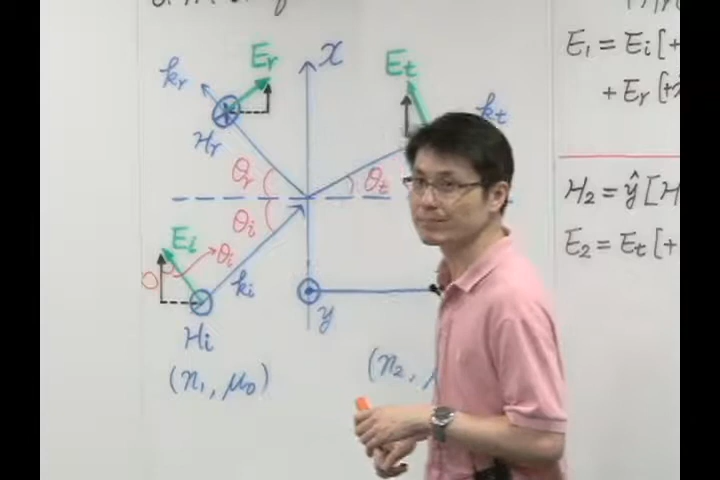 Er
x
Et
kr
kt
Hr
θr
θt
θi
Ei
θi
ki
Hi
y
(n1, μ0)
(n2, μ
E1 = Ei [+
+ Er [+
H2 = ŷ [H
E2 = Et [+